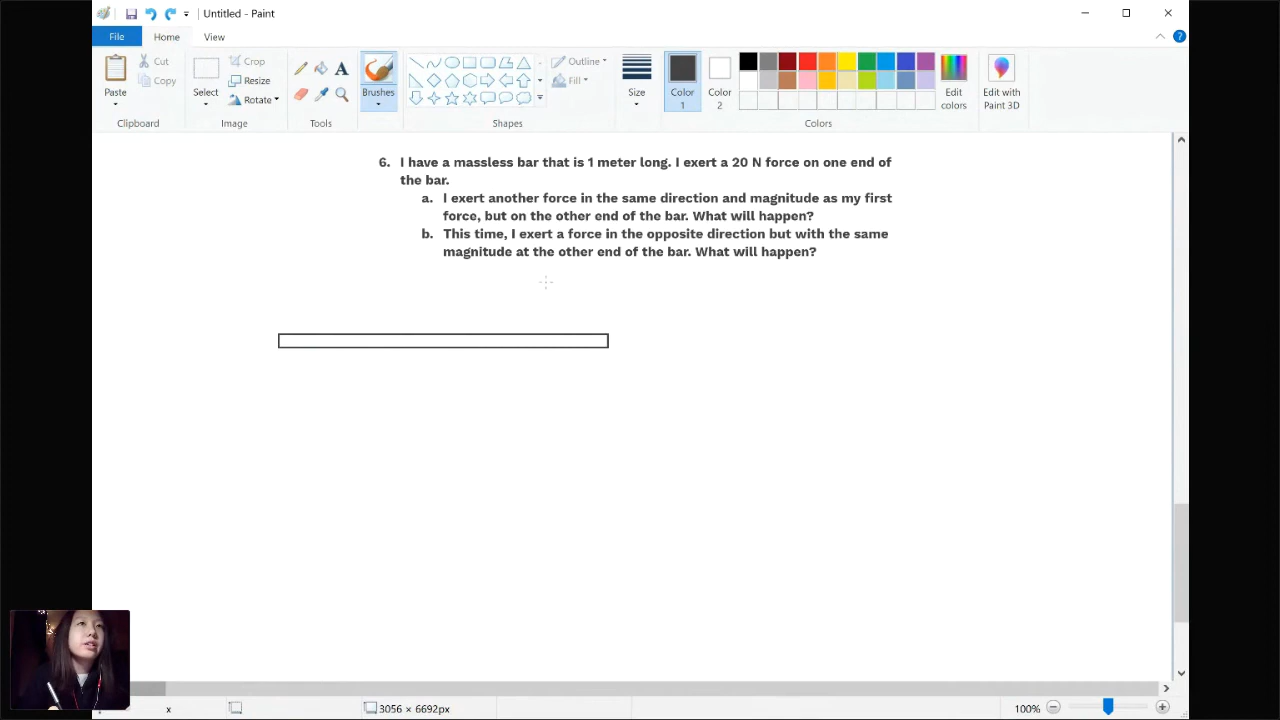 Untitled - Paint
File
Home
View
Paste
Cut
Copy
Clipboard
Select
Crop
Resize
Rotate
Image
A
Tools
Brushes
Outline
Fill
Shapes
Size
Color 1
Color 2
Edit colors
Colors
Edit with Paint 3D
?
6. I have a massless bar that is 1 meter long. I exert a 20 N force on one end of
the bar.
a. I exert another force in the same direction and magnitude as my first
force, but on the other end of the bar. What will happen?
b. This time, I exert a force in the opposite direction but with the same
magnitude at the other end of the bar. What will happen?
x
3056 × 6692px
100%